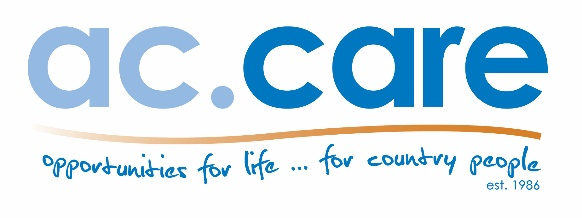 ac.care
opportunities for life ... for country people
est. 1986